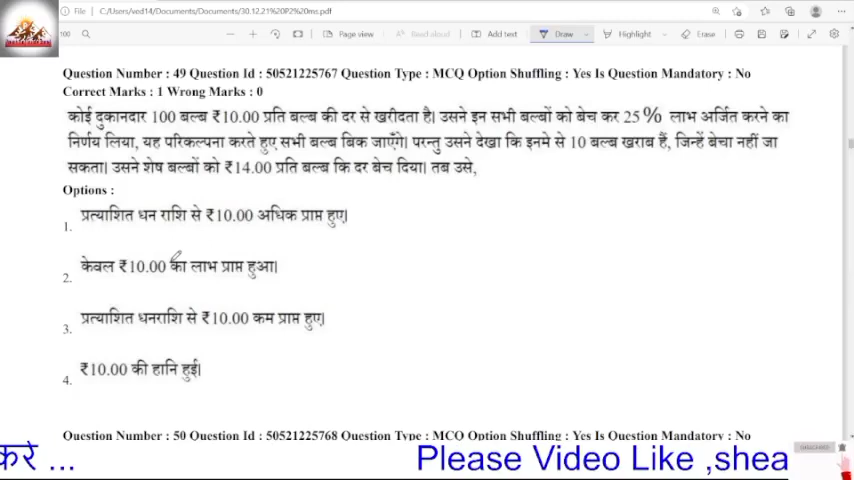 File | C:/Users/ved14/Documents/Documents/30.12.21%20P2%20ms.pdf
100 Page view Read aloud Add text Draw Highlight Erase
Question Number : 49 Question Id : 50521225767 Question Type : MCQ Option Shuffling : Yes Is Question Mandatory : No
Correct Marks : 1 Wrong Marks : 0
कोई दुकानदार 100 बल्ब ₹10.00 प्रति बल्ब की दर से खरीदता है। उसने इन सभी बल्बों को बेच कर 25% लाभ अर्जित करने का
निर्णय लिया, यह परिकल्पना करते हुए सभी बल्ब बिक जाएँगे। परन्तु उसने देखा कि इनमे से 10 बल्ब खराब हैं, जिन्हें बेचा नहीं जा
सकता। उसने शेष बल्बों को ₹14.00 प्रति बल्ब कि दर बेच दिया। तब उसे,
Options :
1. प्रत्याशित धन राशि से ₹10.00 अधिक प्राप्त हुए।
2. केवल ₹10.00 का लाभ प्राप्त हुआ।
3. प्रत्याशित धनराशि से ₹10.00 कम प्राप्त हुए।
4. ₹10.00 की हानि हुई।
Question Number : 50 Question Id : 50521225768 Question Type : MCQ Option Shuffling : Yes Is Question Mandatory : No
करे ... Please Video Like ,shea